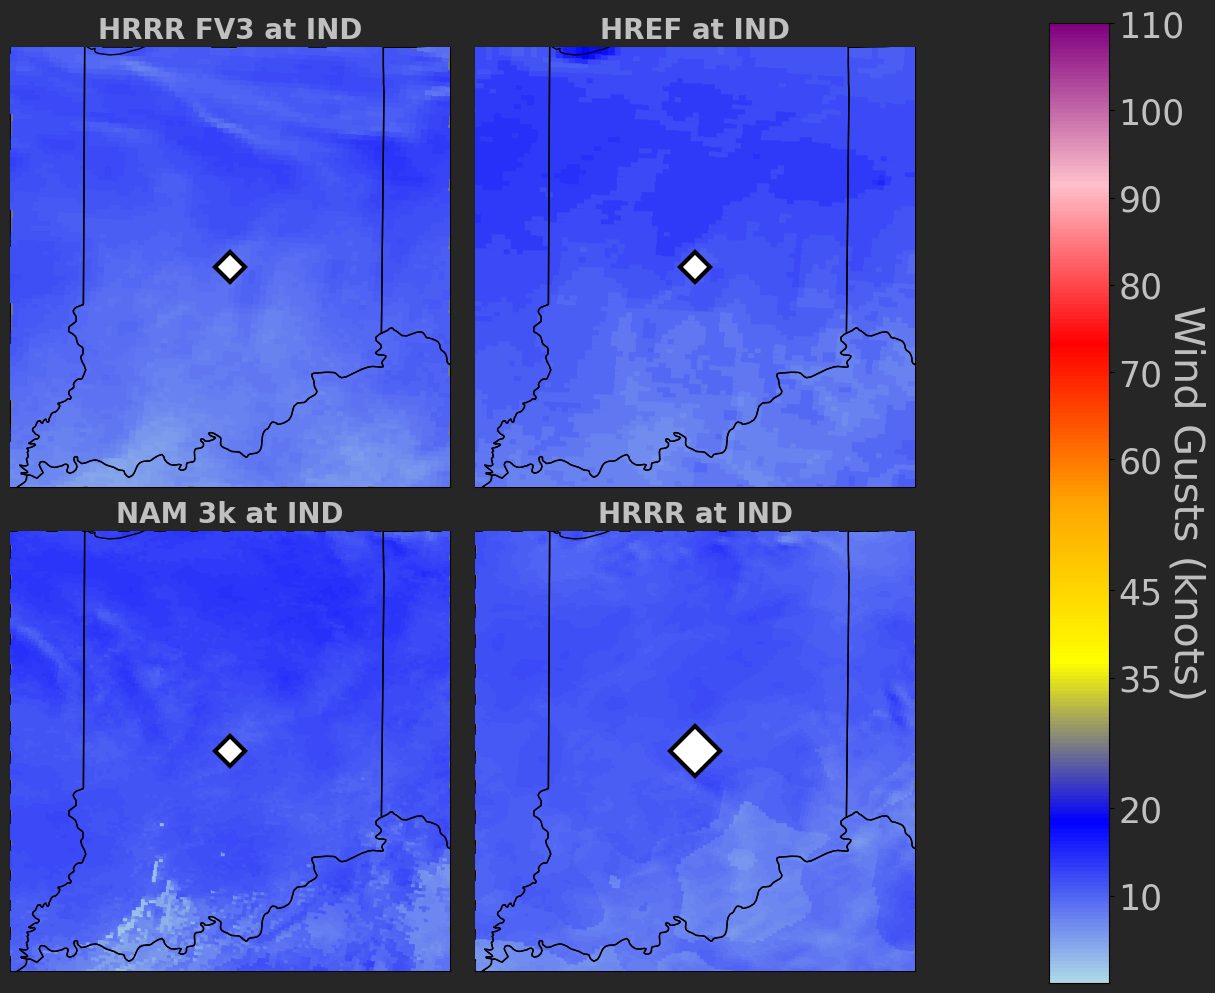 HRRR FV3 at IND
HREF at IND
NAM 3k at IND
HRRR at IND
110
100
90
80
70
60
45
35
20
10
Wind Gusts (knots)